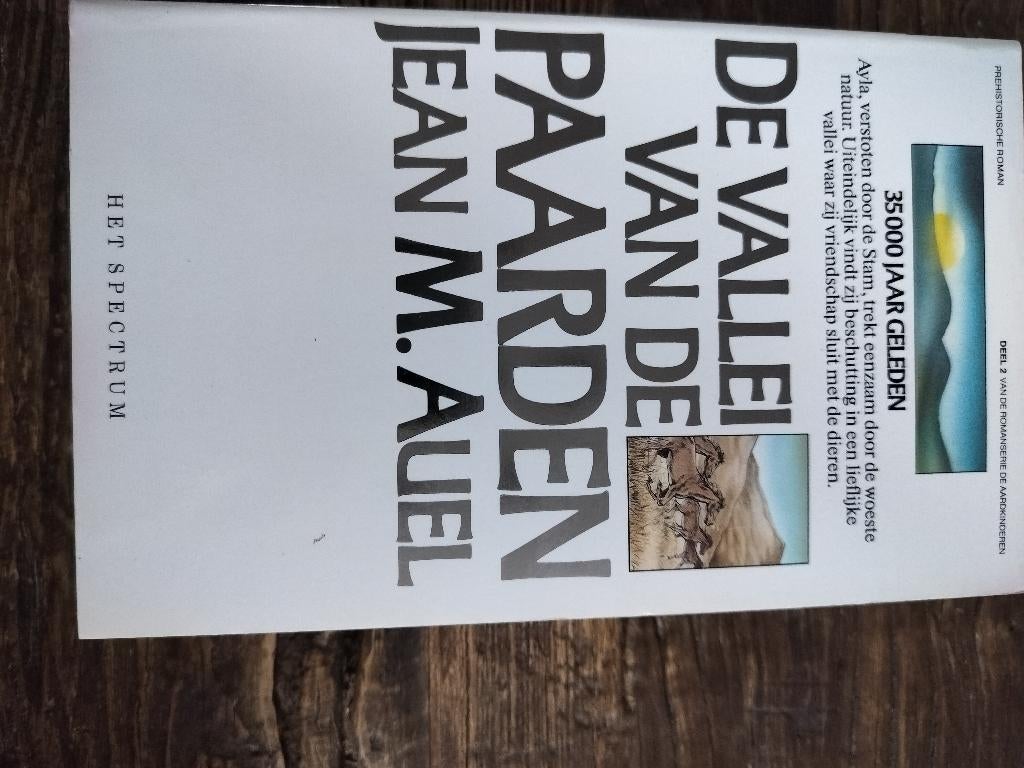 PREHISTORISCHE ROMAN
DEEL 2 VAN DE ROMANSERIE DE AARDKINDEREN
35000 JAAR GELEDEN
Ayla, verstoten door de Stam, trekt eenzaam door de woeste
natuur. Uiteindelijk vindt zij beschutting in een lieflijke
vallei waar zij vriendschap sluit met de dieren.
DE VALLEI
VAN DE
PAARDEN
JEAN M. AUEL
HET SPECTRUM